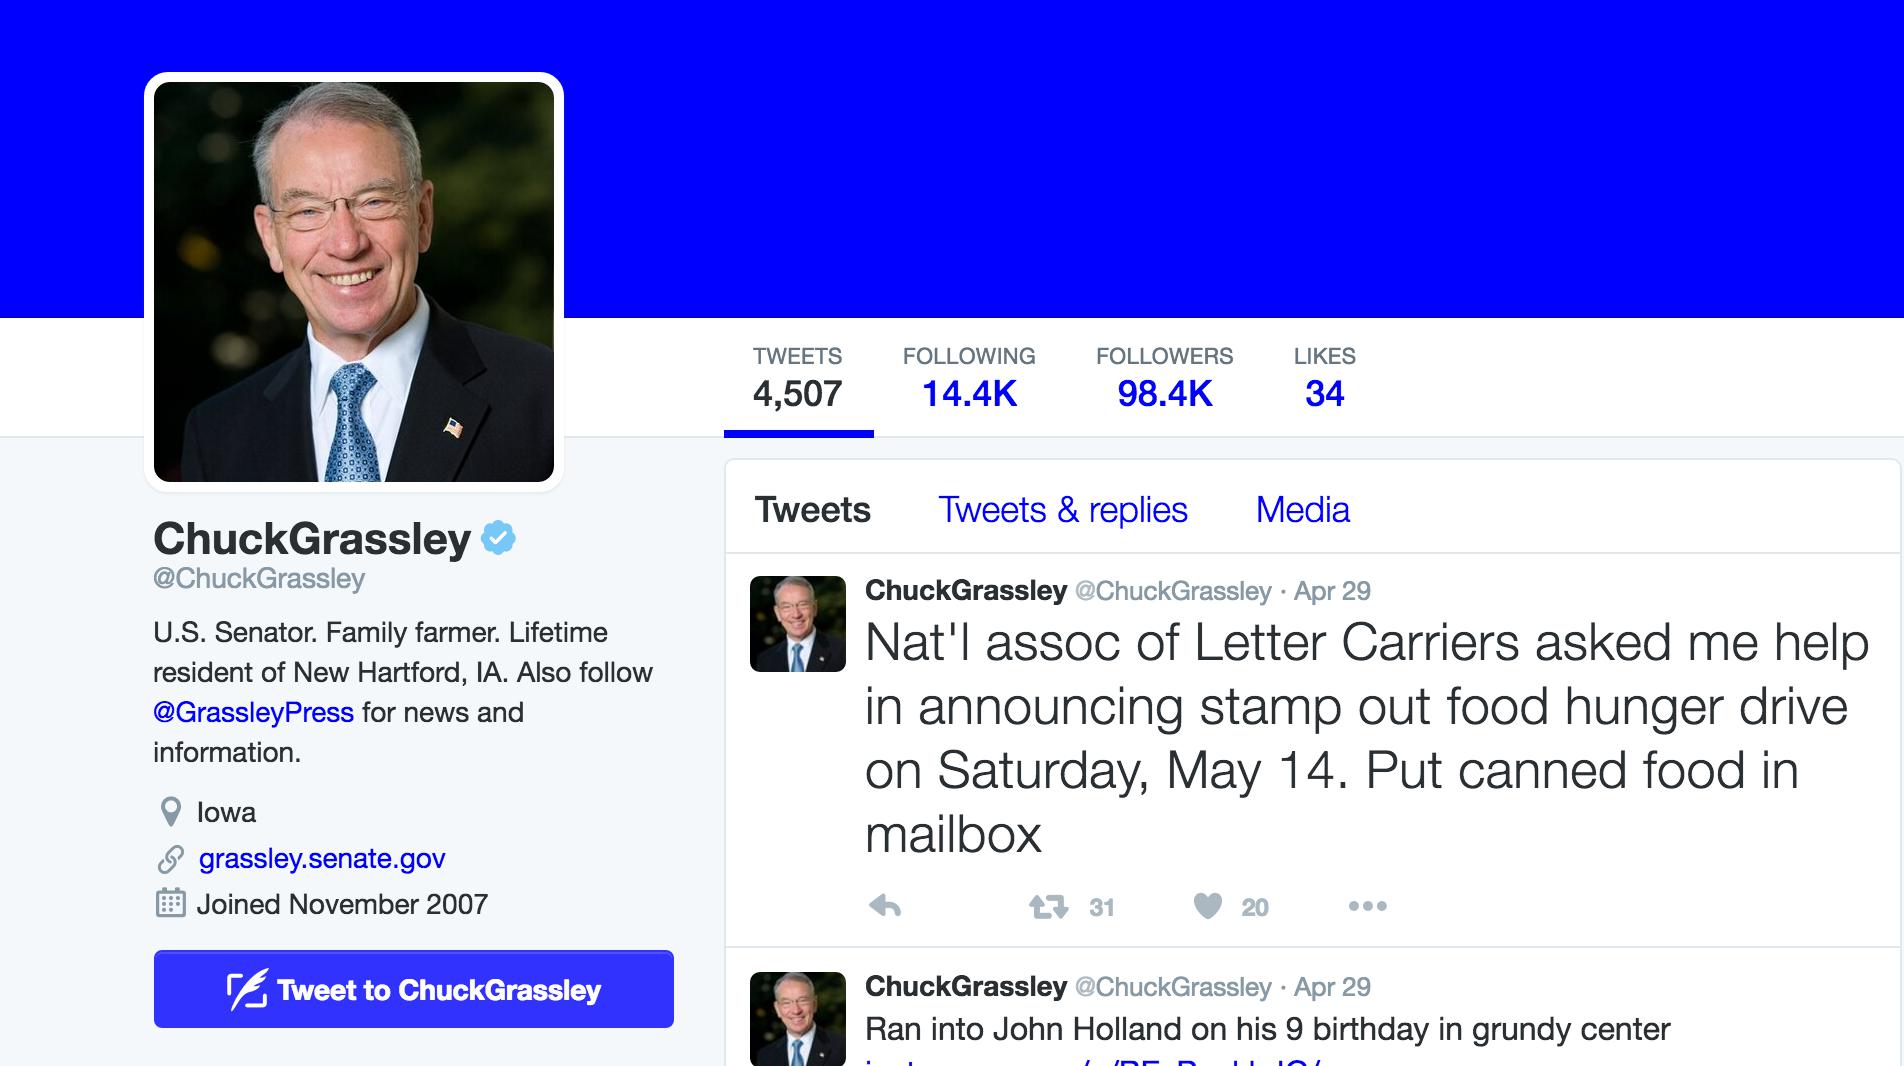 TWEETS FOLLOWING FOLLOWERS LIKES
4,507 14.4K 98.4K 34
ChuckGrassley
@ChuckGrassley
U.S. Senator. Family farmer. Lifetime
resident of New Hartford, IA. Also follow
@GrassleyPress for news and
information.
Iowa
grassley.senate.gov
Joined November 2007
Tweet to ChuckGrassley
Tweets Tweets & replies Media
ChuckGrassley @ChuckGrassley · Apr 29
Nat'l assoc of Letter Carriers asked me help
in announcing stamp out food hunger drive
on Saturday, May 14. Put canned food in
mailbox
31 20
ChuckGrassley @ChuckGrassley · Apr 29
Ran into John Holland on his 9 birthday in grundy center